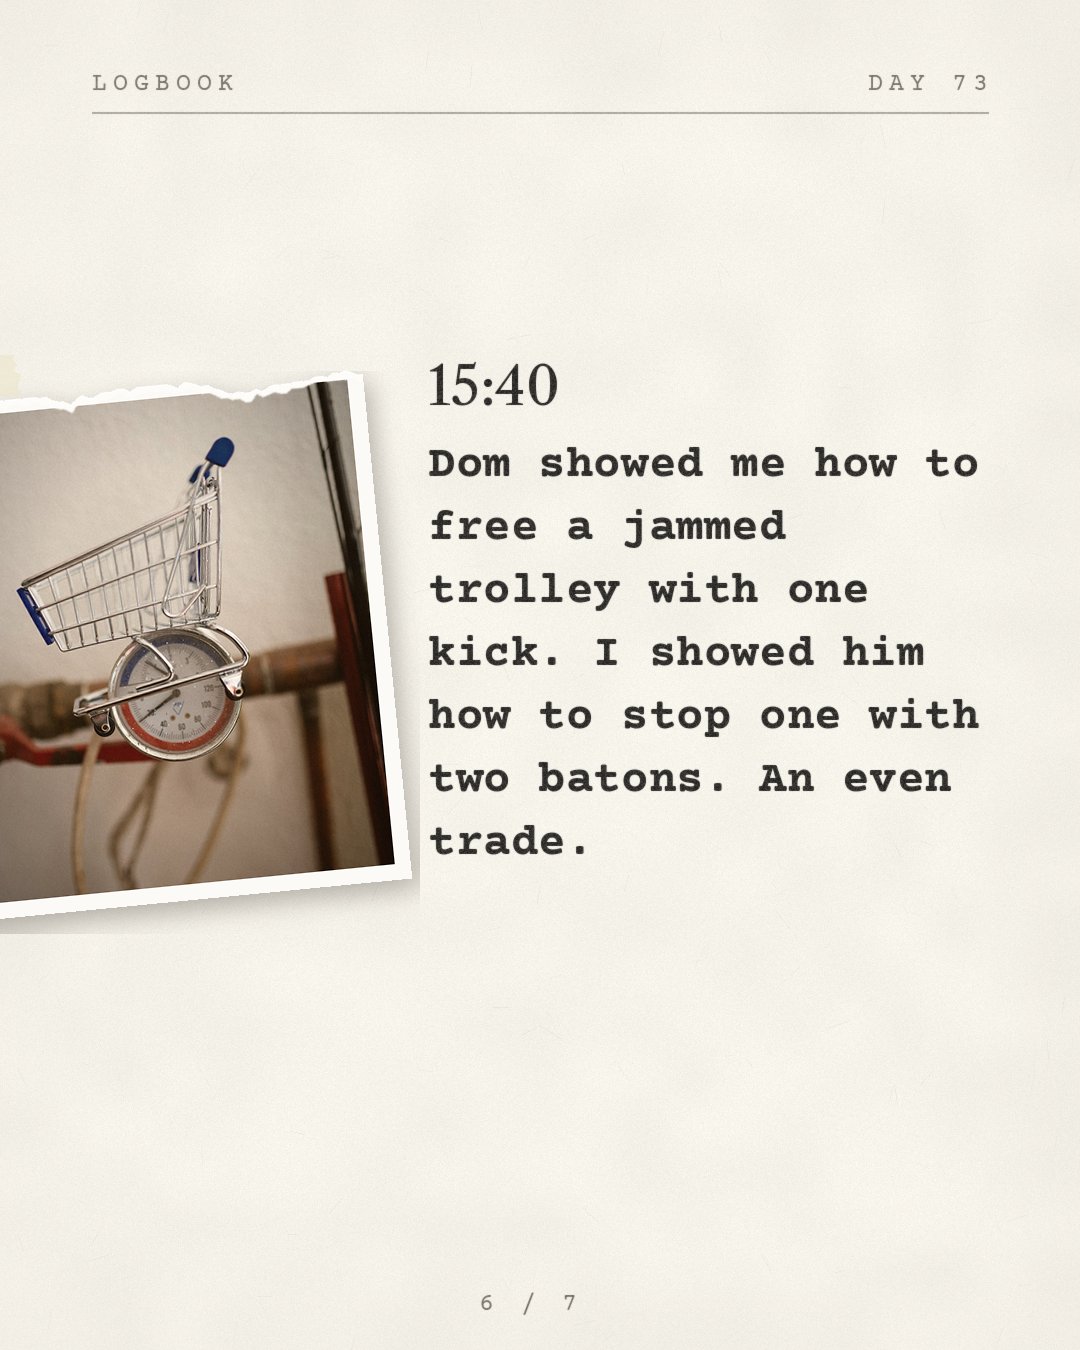 LOGBOOK
DAY 73
15:40
Dom showed me how to
free a jammed
trolley with one
kick. I showed him
how to stop one with
two batons. An even
trade.
6 / 7